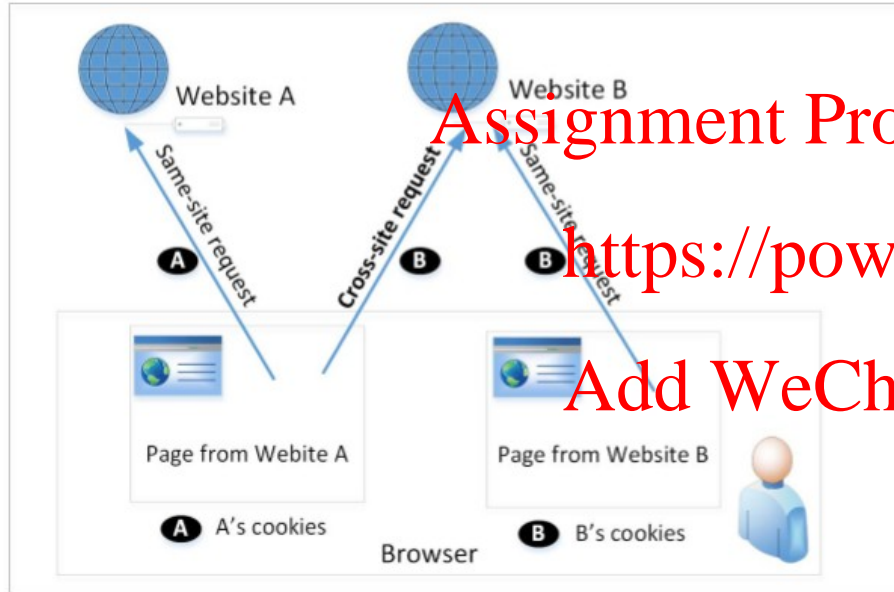 Website A
Website B
Assignment Pro
Same-site request
Cross-site request
Same-site request
A
B
B
https://pow
Add WeCh
Page from Webite A
Page from Website B
A A's cookies
B B's cookies
Browser